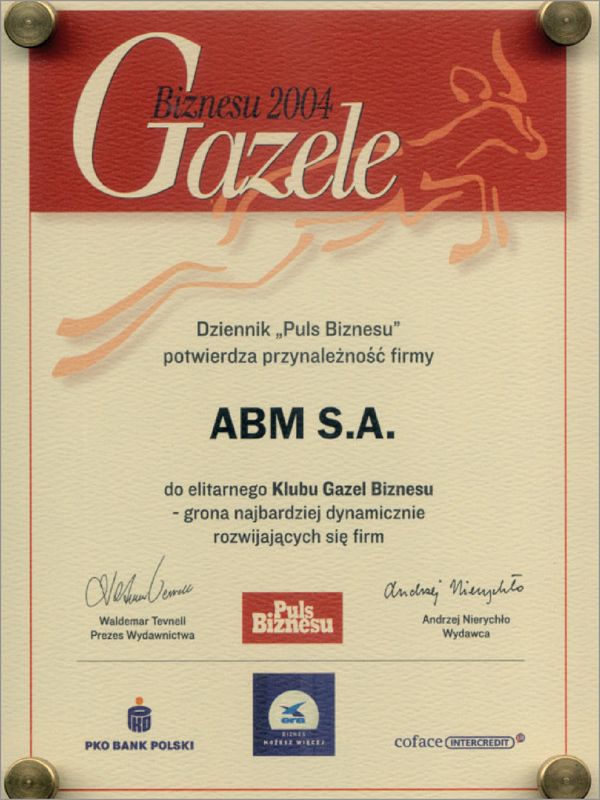 Biznesu 2004
Gazele
Dziennik „Puls Biznesu”
potwierdza przynależność firmy
ABM S.A.
do elitarnego Klubu Gazel Biznesu
- grona najbardziej dynamicznie
rozwijających się firm
Andrzej Nierychło
Waldemar Tevnell
Prezes Wydawnictwa
Puls
Biznesu
Andrzej Nierychło
Wydawca
PKO
PKO BANK POLSKI
era
BIZNES
MOŻESZ WIĘCEJ
coface INTERCREDIT